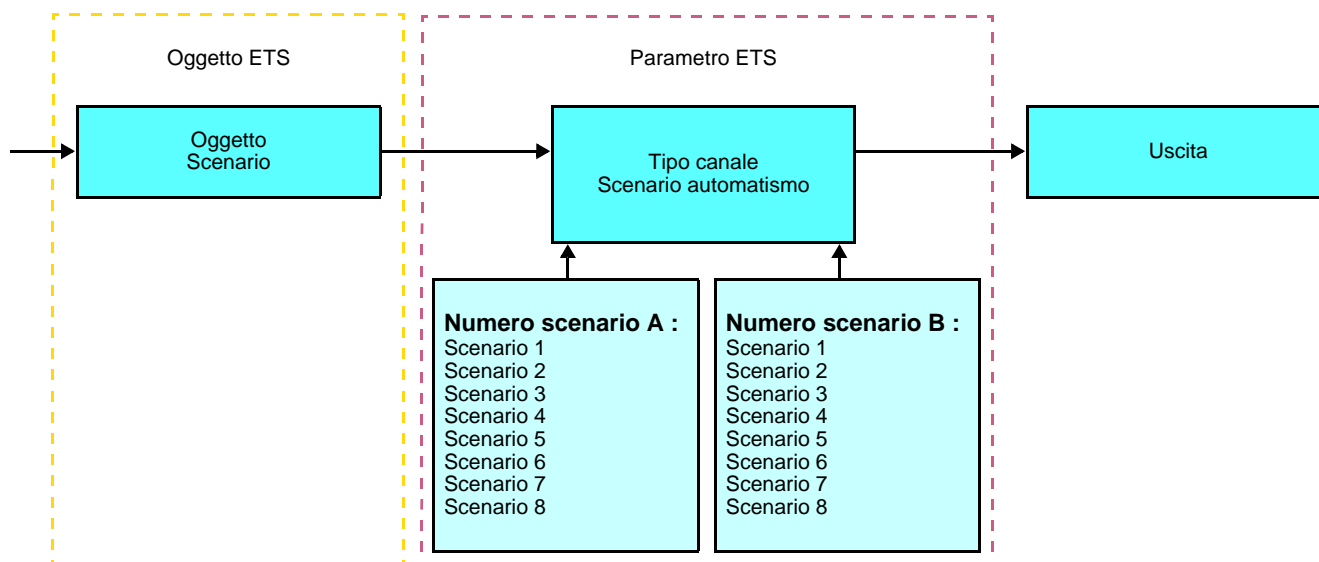 Oggetto ETS
Parametro ETS
Oggetto
Scenario
Tipo canale
Scenario automatismo
Uscita
Numero scenario A :
Scenario 1
Scenario 2
Scenario 3
Scenario 4
Scenario 5
Scenario 6
Scenario 7
Scenario 8
Numero scenario B :
Scenario 1
Scenario 2
Scenario 3
Scenario 4
Scenario 5
Scenario 6
Scenario 7
Scenario 8